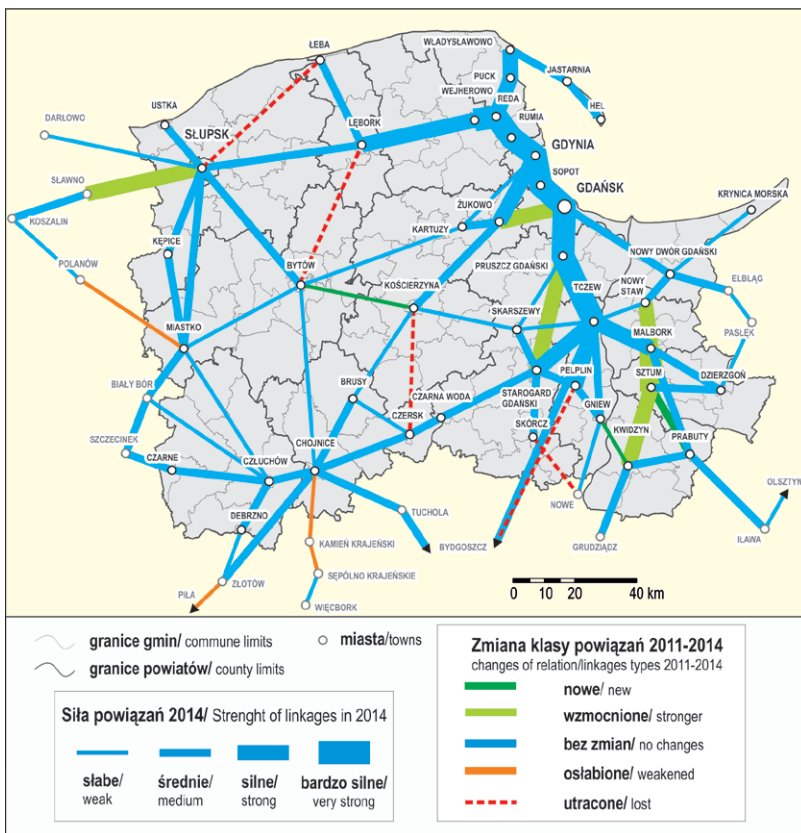 ŁEBA
WŁADYSŁAWOWO
JASTARNIA
PUCK
HEL
WEJHEROWO
REDA
RUMIA
USTKA
DARŁOWO
SŁUPSK
LĘBORK
GDYNIA
SOPOT
GDAŃSK
SŁAWNO
KRYNICA MORSKA
KOSZALIN
ŻUKOWO
KARTUZY
KĘPICE
NOWY DWÓR GDAŃSKI
POLANÓW
BYTÓW
PRUSZCZ GDAŃSKI
KOŚCIERZYNA
TCZEW
NOWY
STAW
ELBLĄG
SKARSZEWY
PASŁĘK
MIASTKO
MALBORK
BIAŁY BÓR
BRUSY
CZARNA WODA
STAROGARD
GDAŃSKI
PELPLIN
SZTUM
DZIERZGOŃ
CZERSK
GNIEW
SKÓRCZ
KWIDZYN
PRABUTY
SZCZECINEK
CZARNE
CZŁUCHÓW
CHOJNICE
OLSZTYN
DEBRZNO
TUCHOLA
NOWE
KAMIEŃ KRAJEŃSKI
BYDGOSZCZ
GRUDZIĄDZ
IŁAWA
SĘPÓLNO KRAJEŃSKIE
PIŁA
ZŁOTÓW
WIĘCBORK
0 10 20 40 km
granice gmin/ commune limits
miasta/towns
granice powiatów/ county limits
Siła powiązań 2014/ Strenght of linkages in 2014
słabe/
weak
średnie/
medium
silne/
strong
bardzo silne/
very strong
Zmiana klasy powiązań 2011-2014
changes of relation/linkages types 2011-2014
nowe/ new
wzmocnione/ stronger
bez zmian/ no changes
osłabione/ weakened
utracone/ lost